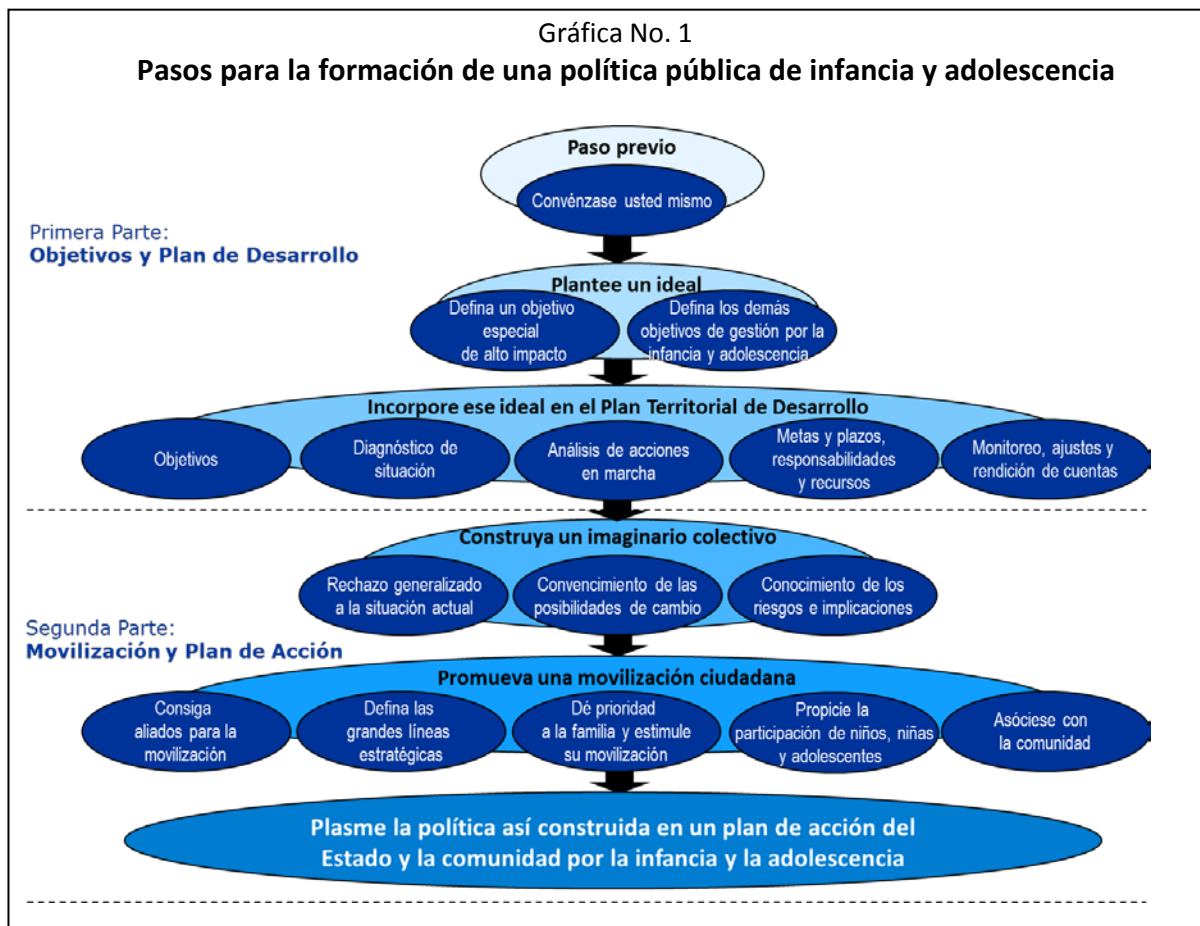 Gráfica No. 1
Pasos para la formación de una política pública de infancia y adolescencia
Paso previo
Convénzase usted mismo
Primera Parte:
Objetivos y Plan de Desarrollo
Plantee un ideal
Defina un objetivo
especial
de alto impacto
Defina los demás
objetivos de gestión por la
infancia y adolescencia
Incorpore ese ideal en el Plan Territorial de Desarrollo
Objetivos
Diagnóstico de
situación
Análisis de acciones
en marcha
Metas y plazos,
responsabilidades
y recursos
Monitoreo, ajustes y
rendición de cuentas
Construya un imaginario colectivo
Rechazo generalizado
a la situación actual
Convencimiento de las
posibilidades de cambio
Conocimiento de los
riesgos e implicaciones
Segunda Parte:
Movilización y Plan de Acción
Promueva una movilización ciudadana
Consiga
aliados para la
movilización
Defina las
grandes líneas
estratégicas
Dé prioridad
a la familia y estimule
su movilización
Propicie la
participación de niños, niñas
y adolescentes
Asóciese con
la comunidad
Plasme la política así construida en un plan de acción del
Estado y la comunidad por la infancia y la adolescencia